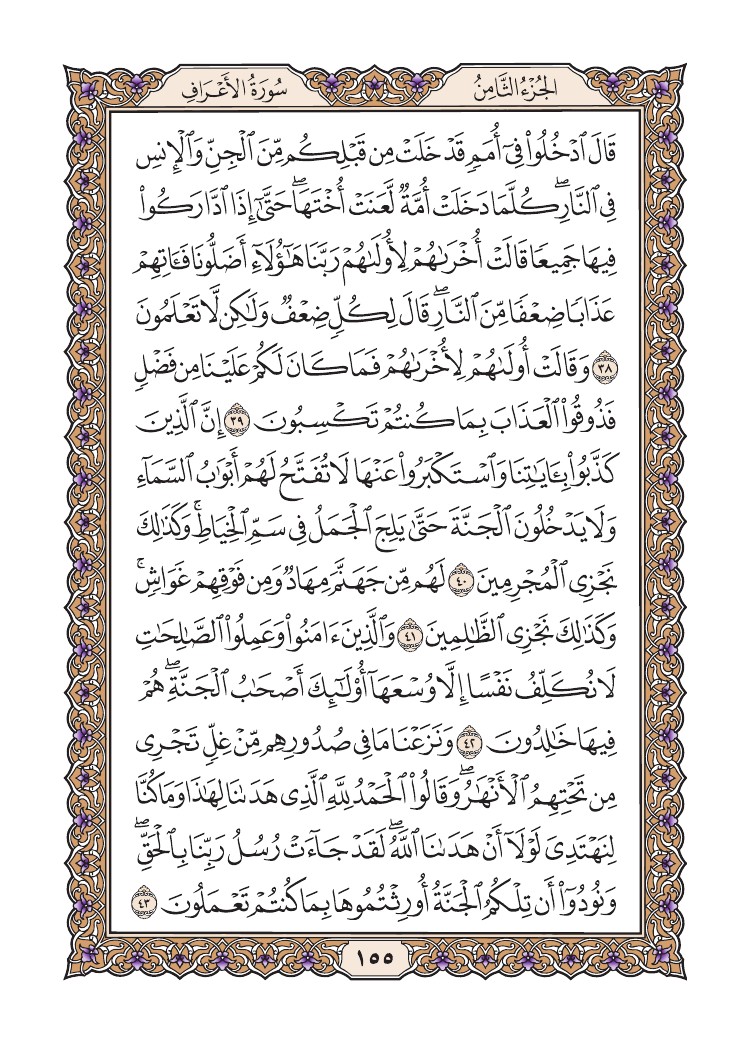 الجُزْءُ الثَّامِنُ
سُورَةُ الأَعْرَافِ
قَالَ ٱدْخُلُوا۟ فِىٓ أُمَمٍۢ قَدْ خَلَتْ مِن قَبْلِكُم مِّنَ ٱلْجِنِّ وَٱلْإِنسِ
فِى ٱلنَّارِ ۖ كُلَّمَا دَخَلَتْ أُمَّةٌۭ لَّعَنَتْ أُخْتَهَا ۖ حَتَّىٰٓ إِذَا ٱدَّارَكُوا۟
فِيهَا جَمِيعًۭا قَالَتْ أُخْرَىٰهُمْ لِأُولَىٰهُمْ رَبَّنَا هَـٰٓؤُلَآءِ أَضَلُّونَا فَـَٔاتِهِمْ
عَذَابًۭا ضِعْفًۭا مِّنَ ٱلنَّارِ ۖ قَالَ لِكُلٍّۢ ضِعْفٌۭ وَلَـٰكِن لَّا تَعْلَمُونَ
٣٨ وَقَالَتْ أُولَىٰهُمْ لِأُخْرَىٰهُمْ فَمَا كَانَ لَكُمْ عَلَيْنَا مِن فَضْلٍۢ
فَذُوقُوا۟ ٱلْعَذَابَ بِمَا كُنتُمْ تَكْسِبُونَ ٣٩ إِنَّ ٱلَّذِينَ
كَذَّبُوا۟ بِـَٔايَـٰتِنَا وَٱسْتَكْبَرُوا۟ عَنْهَا لَا تُفَتَّحُ لَهُمْ أَبْوَٰبُ ٱلسَّمَآءِ
وَلَا يَدْخُلُونَ ٱلْجَنَّةَ حَتَّىٰ يَلِجَ ٱلْجَمَلُ فِى سَمِّ ٱلْخِيَاطِ ۚ وَكَذَٰلِكَ
نَجْزِى ٱلْمُجْرِمِينَ ٤٠ لَهُم مِّن جَهَنَّمَ مِهَادٌۭ وَمِن فَوْقِهِمْ غَوَاشٍۢ ۚ
وَكَذَٰلِكَ نَجْزِى ٱلظَّـٰلِمِينَ ٤١ وَٱلَّذِينَ ءَامَنُوا۟ وَعَمِلُوا۟ ٱلصَّـٰلِحَـٰتِ
لَا نُكَلِّفُ نَفْسًا إِلَّا وُسْعَهَآ أُو۟لَـٰٓئِكَ أَصْحَـٰبُ ٱلْجَنَّةِ ۖ هُمْ
فِيهَا خَـٰلِدُونَ ٤٢ وَنَزَعْنَا مَا فِى صُدُورِهِم مِّنْ غِلٍّۢ تَجْرِى
مِن تَحْتِهِمُ ٱلْأَنْهَـٰرُ ۖ وَقَالُوا۟ ٱلْحَمْدُ لِلَّهِ ٱلَّذِى هَدَىٰنَا لِهَـٰذَا وَمَا كُنَّا
لِنَهْتَدِىَ لَوْلَآ أَنْ هَدَىٰنَا ٱللَّهُ ۖ لَقَدْ جَآءَتْ رُسُلُ رَبِّنَا بِٱلْحَقِّ ۖ
وَنُودُوٓا۟ أَن تِلْكُمُ ٱلْجَنَّةُ أُورِثْتُمُوهَا بِمَا كُنتُمْ تَعْمَلُونَ ٤٣
١٥٥